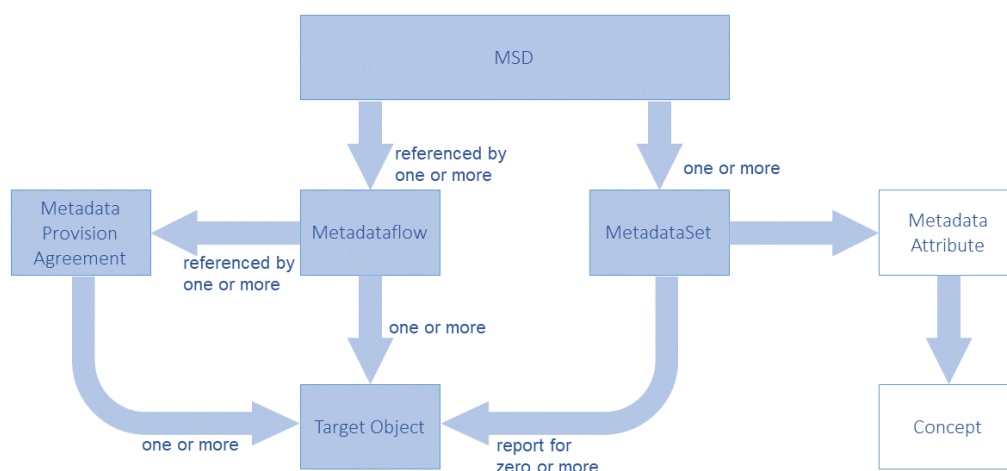 MSD
referenced by
one or more
one or more
Metadata
Provision
Agreement
Metadataflow
MetadataSet
Metadata
Attribute
referenced by
one or more
one or more
Target Object
Concept
one or more
report for
zero or more